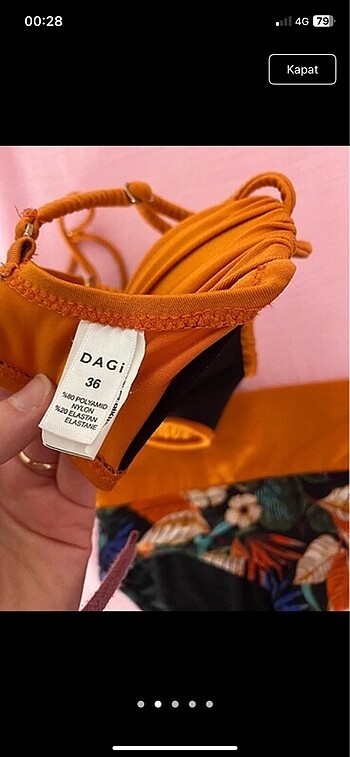 00:28
4G 79
Kapat
DAGi
36
%80 POLYAMID
NYLON
%20 ELASTAN
ELASTANE